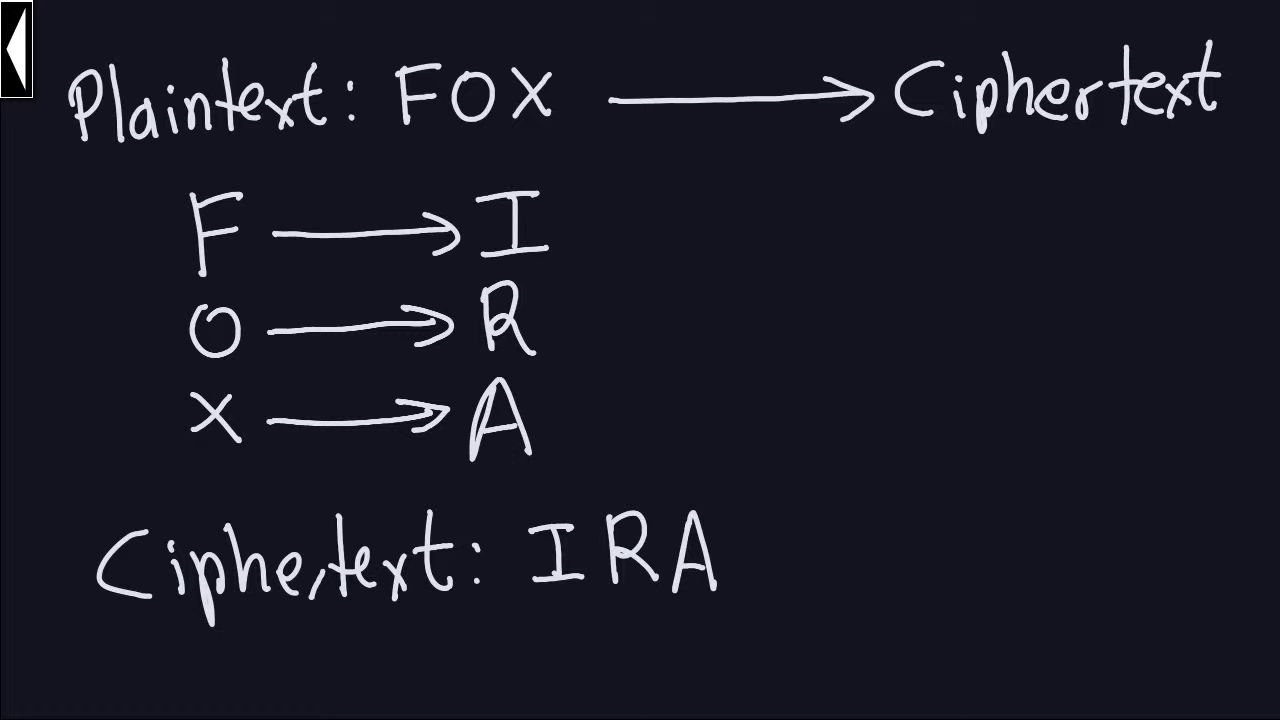 Plaintext: FOX → Ciphertext
F → I
O → R
X → A
Ciphertext: IRA